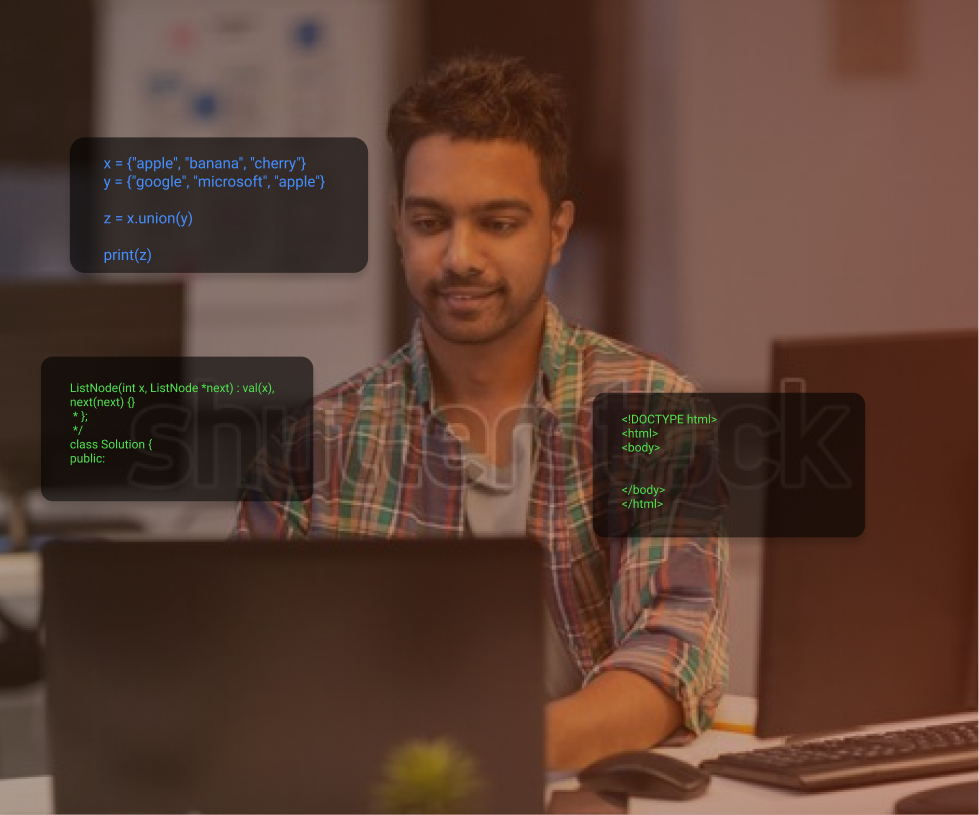 x = {"apple", "banana", "cherry"}
y = {"google", "microsoft", "apple"}
z = x.union(y)
print(z)
ListNode(int x, ListNode *next) : val(x),
next(next) {}
* };
*/
class Solution {
public:
<!DOCTYPE html>
<html>
<body>
</body>
</html>
shutterstock